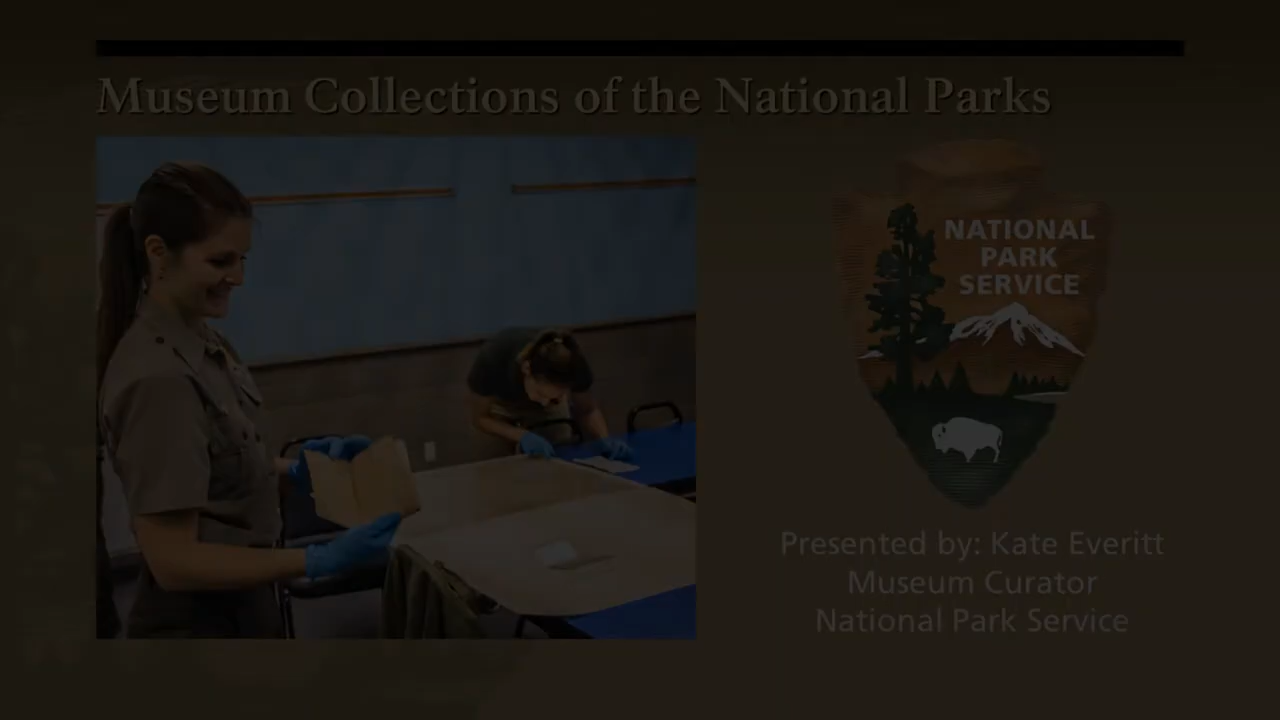 Museum Collections of the National Parks
NATIONAL
PARK
SERVICE
Presented by: Kate Everitt
Museum Curator
National Park Service